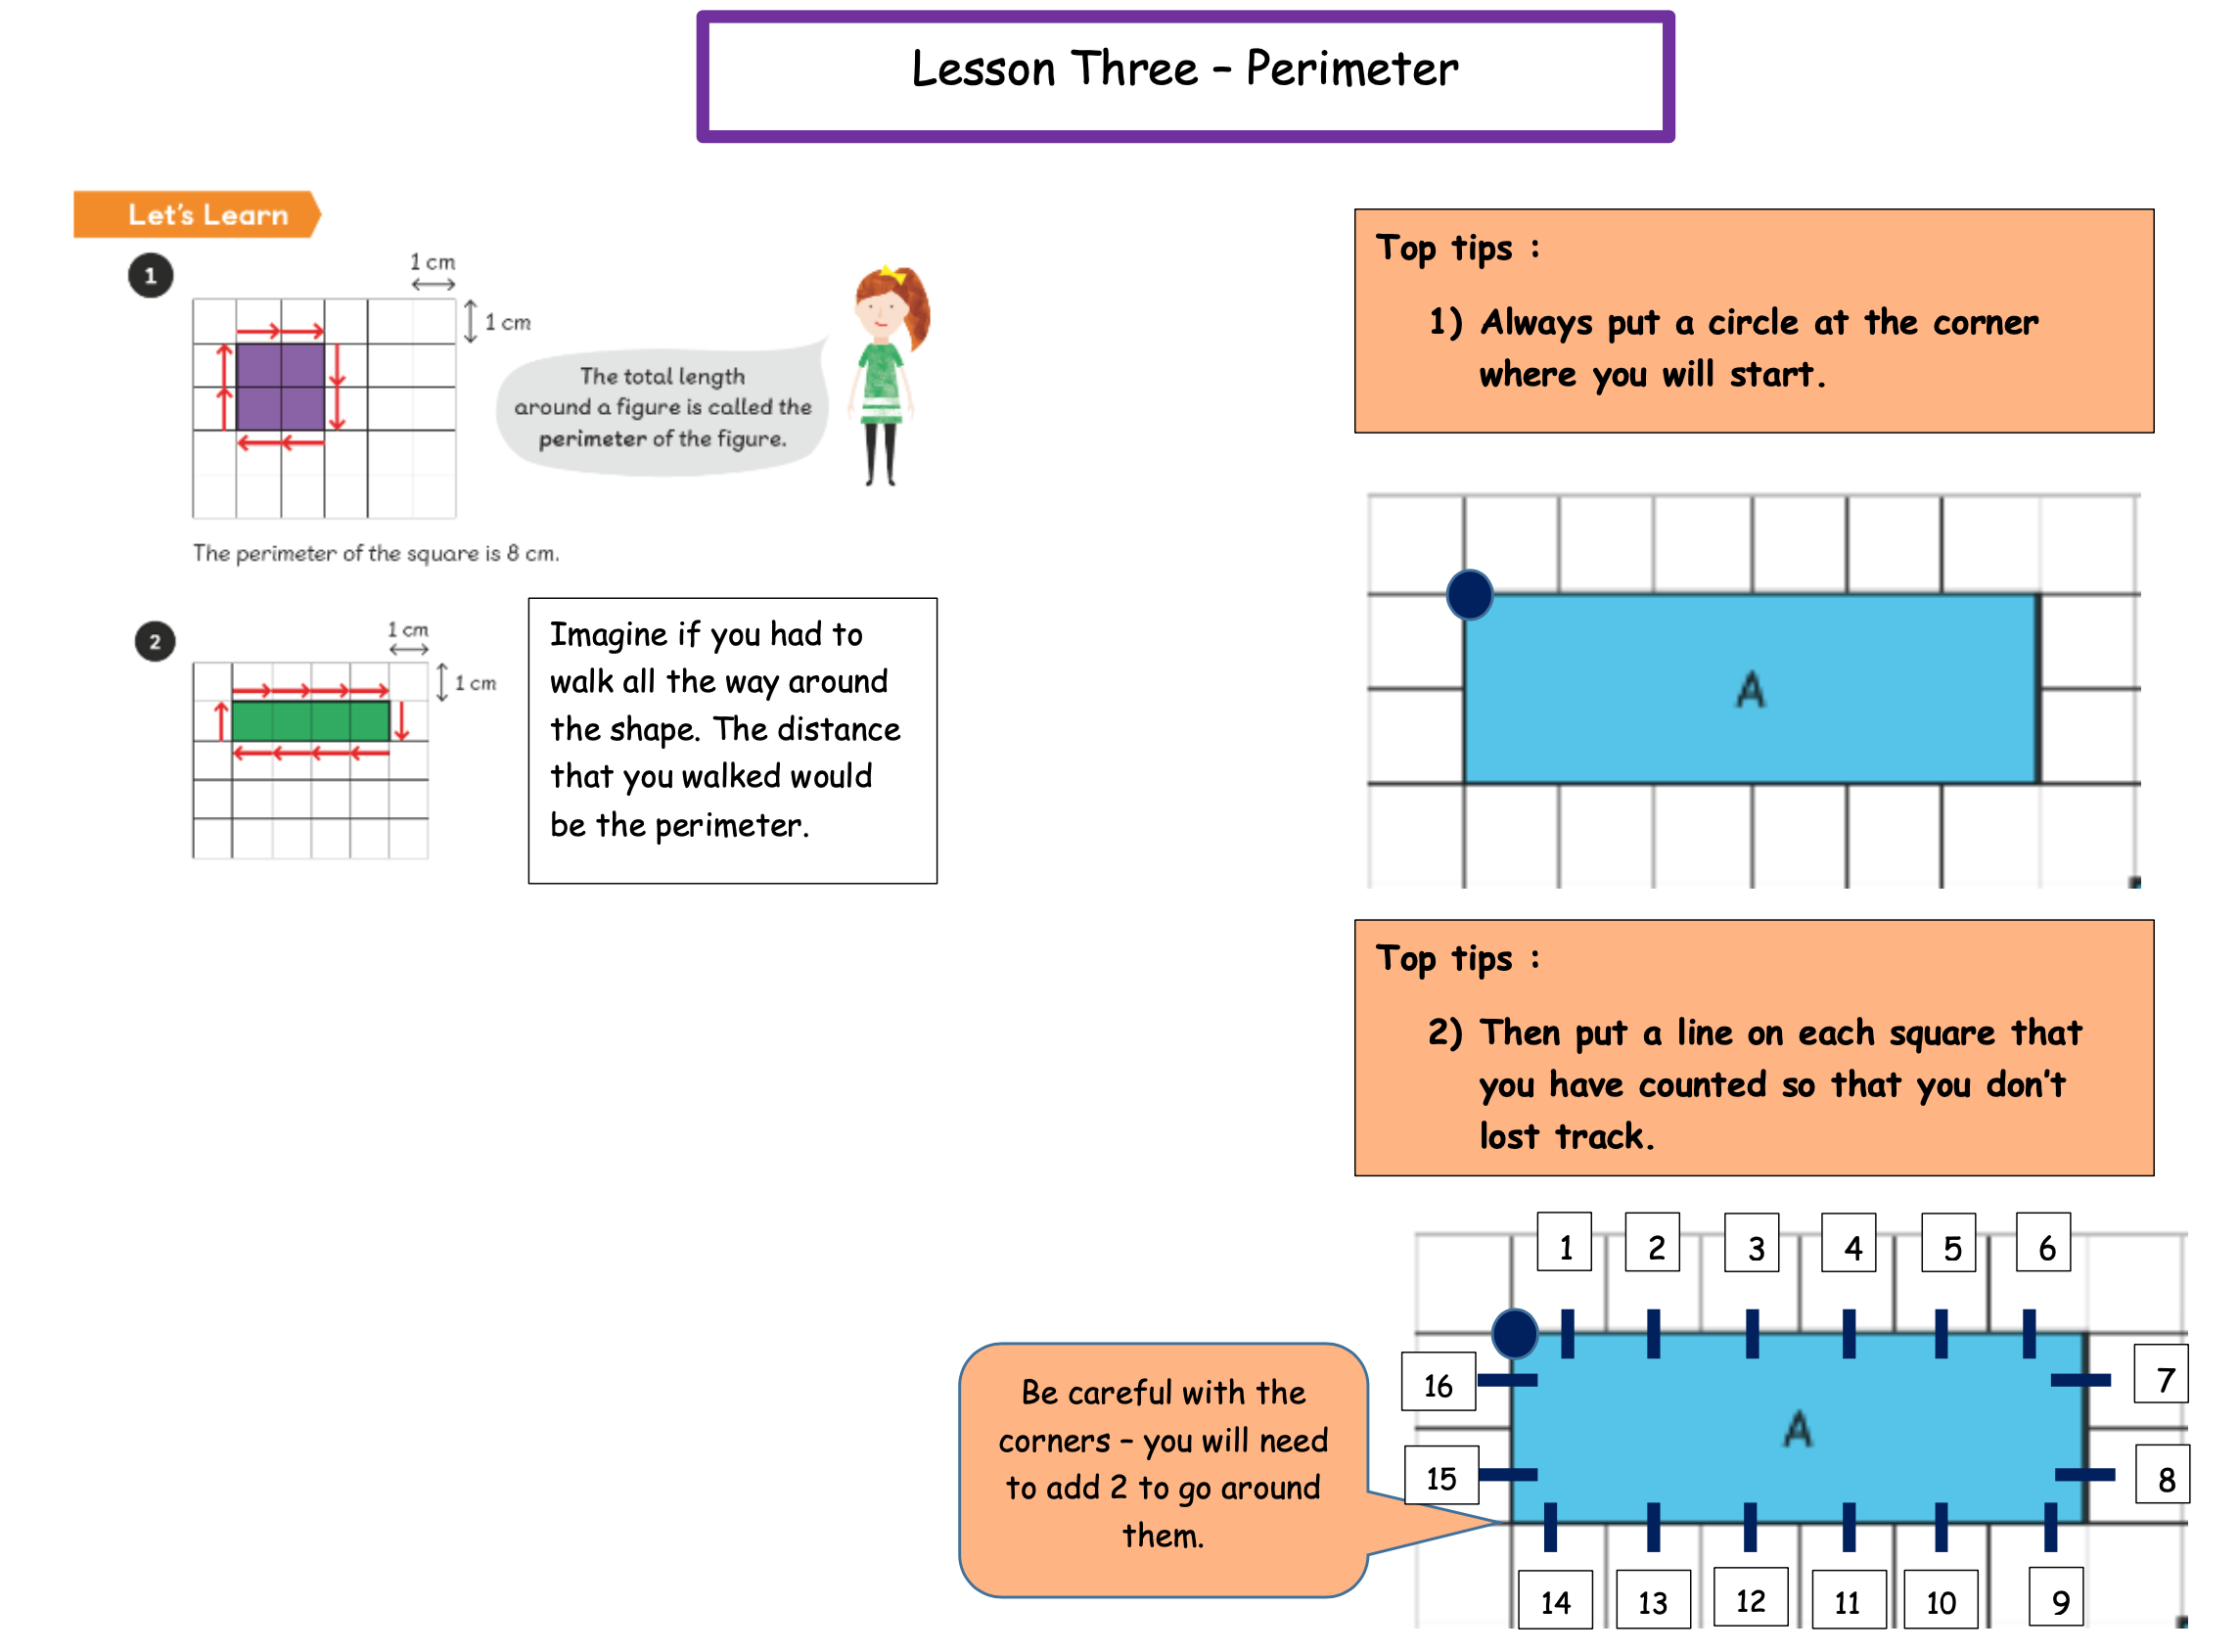 Lesson Three – Perimeter
Let's Learn
1
1 cm
1 cm
The total length
around a figure is called the
perimeter of the figure.
The perimeter of the square is 8 cm.
2
1 cm
1 cm
Imagine if you had to
walk all the way around
the shape. The distance
that you walked would
be the perimeter.
Top tips :
1) Always put a circle at the corner
where you will start.
A
Top tips :
2) Then put a line on each square that
you have counted so that you don't
lost track.
1 2 3 4 5 6
16
7
A
15
8
14 13 12 11 10 9
Be careful with the
corners – you will need
to add 2 to go around
them.